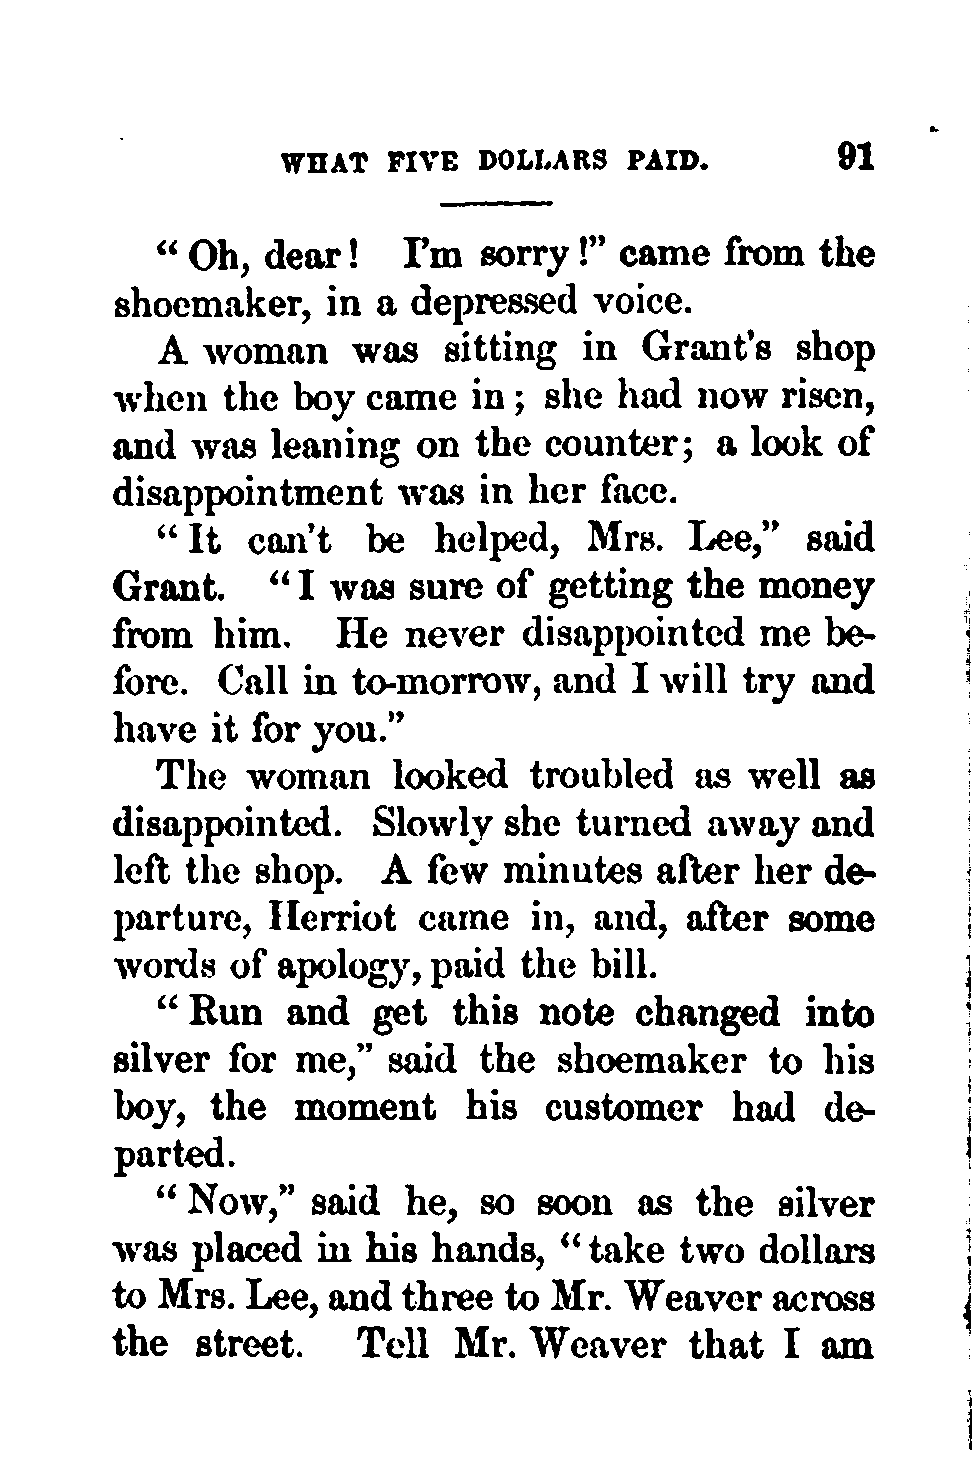 WHAT FIVE DOLLARS PAID. 91
“Oh, dear! I’m sorry!” came from the
shoemaker, in a depressed voice.
A woman was sitting in Grant’s shop
when the boy came in; she had now risen,
and was leaning on the counter; a look of
disappointment was in her face.
“It can’t be helped, Mrs. Lee,” said
Grant. “I was sure of getting the money
from him. He never disappointed me be-
fore. Call in to-morrow, and I will try and
have it for you.”
The woman looked troubled as well as
disappointed. Slowly she turned away and
left the shop. A few minutes after her de-
parture, Herriot came in, and, after some
words of apology, paid the bill.
“Run and get this note changed into
silver for me,” said the shoemaker to his
boy, the moment his customer had de-
parted.
“Now,” said he, so soon as the silver
was placed in his hands, “take two dollars
to Mrs. Lee, and three to Mr. Weaver across
the street. Tell Mr. Weaver that I am